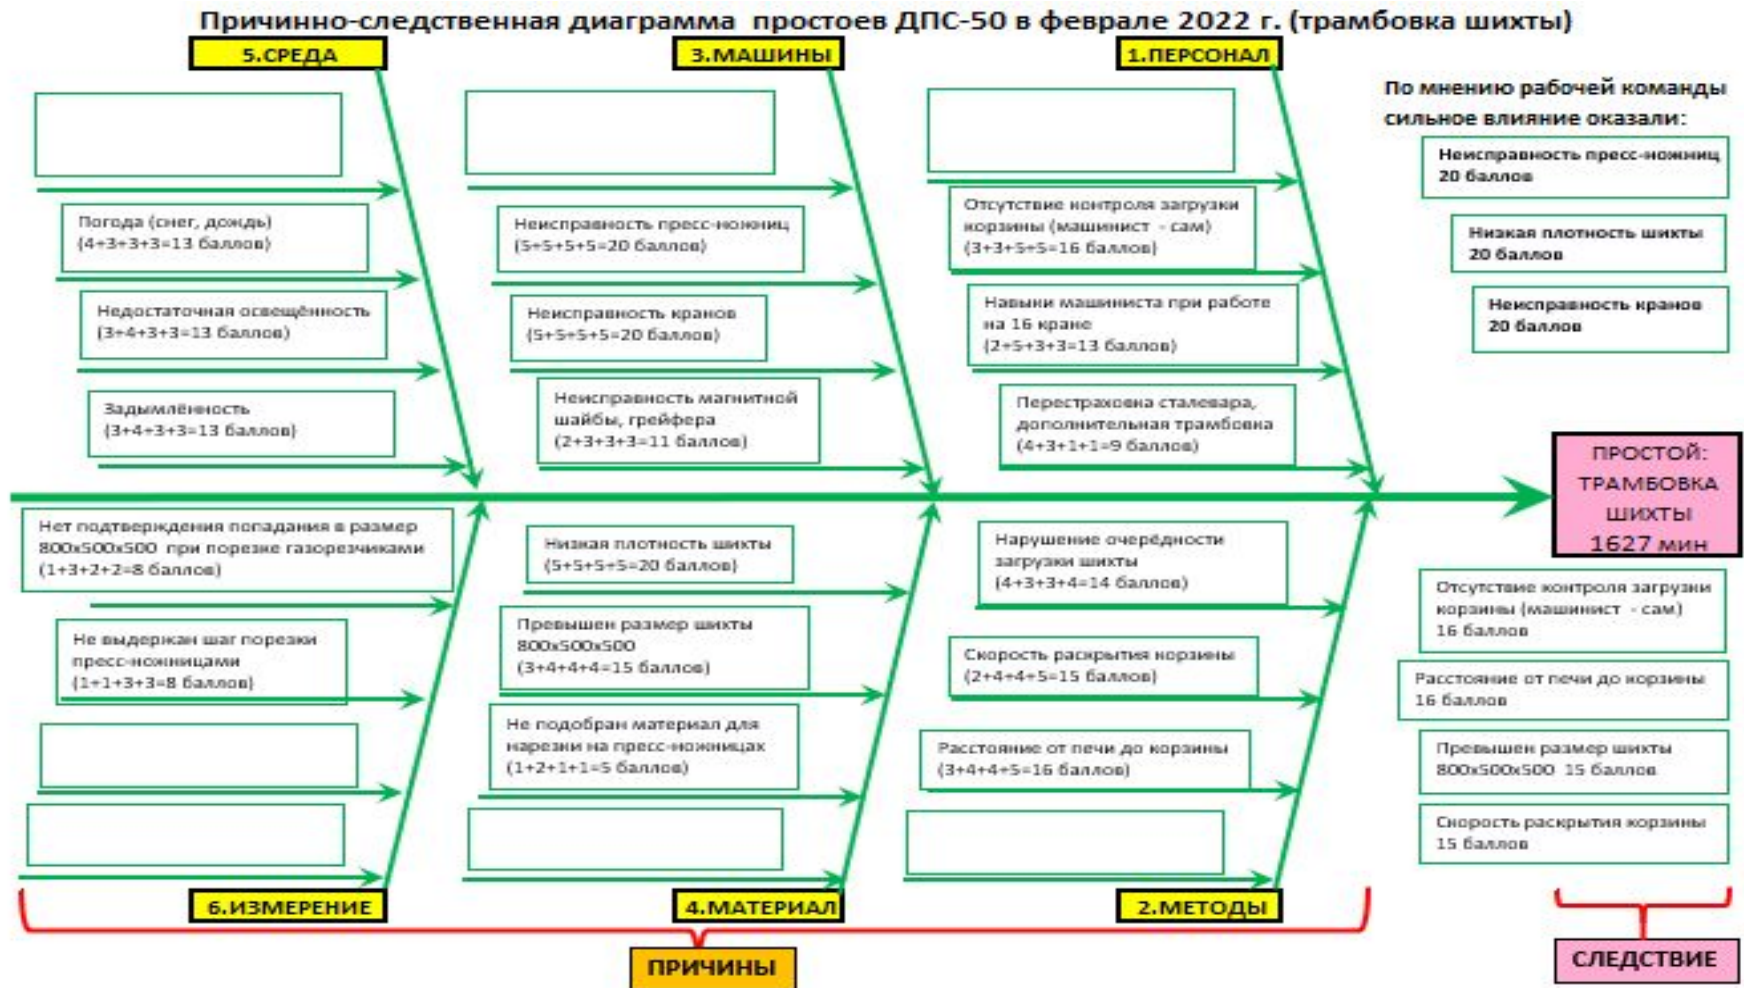 Причинно-следственная диаграмма простоев ДПС-50 в феврале 2022 г. (трамбовка шихты)
5.СРЕДА
3.МАШИНЫ
1.ПЕРСОНАЛ
По мнению рабочей команды
сильное влияние оказали:
Неисправность пресс-ножниц
20 баллов
Низкая плотность шихты
20 баллов
Неисправность кранов
20 баллов
Погода (снег, дождь)
(4+3+3+3=13 баллов)
Недостаточная освещённость
(3+4+3+3=13 баллов)
Задымлённость
(3+4+3+3=13 баллов)
Неисправность пресс-ножниц
(5+5+5+5=20 баллов)
Неисправность кранов
(5+5+5+5=20 баллов)
Неисправность магнитной
шайбы, грейфера
(2+3+3+3=11 баллов)
Отсутствие контроля загрузки
корзины (машинист - сам)
(3+3+5+5=16 баллов)
Навыки машиниста при работе
на 16 кране
(2+5+3+3=13 баллов)
Перестраховка сталевара,
дополнительная трамбовка
(4+3+1+1=9 баллов)
ПРОСТОЙ:
ТРАМБОВКА
ШИХТЫ
1627 мин
Нет подтверждения попадания в размер
800x500x500 при порезке газорезчиками
(1+3+2+2=8 баллов)
Не выдержан шаг порезки
пресс-ножницами
(1+1+3+3=8 баллов)
Низкая плотность шихты
(5+5+5+5=20 баллов)
Превышен размер шихты
800x500x500
(3+4+4+4=15 баллов)
Не подобран материал для
нарезки на пресс-ножницах
(1+2+1+1=5 баллов)
Нарушение очерёдности
загрузки шихты
(4+3+3+4=14 баллов)
Скорость раскрытия корзины
(2+4+4+5=15 баллов)
Расстояние от печи до корзины
(3+4+4+5=16 баллов)
Отсутствие контроля загрузки
корзины (машинист - сам)
16 баллов
Расстояние от печи до корзины
16 баллов
Превышен размер шихты
800x500x500 15 баллов
Скорость раскрытия корзины
15 баллов
6.ИЗМЕРЕНИЕ
4.МАТЕРИАЛ
2.МЕТОДЫ
ПРИЧИНЫ
СЛЕДСТВИЕ